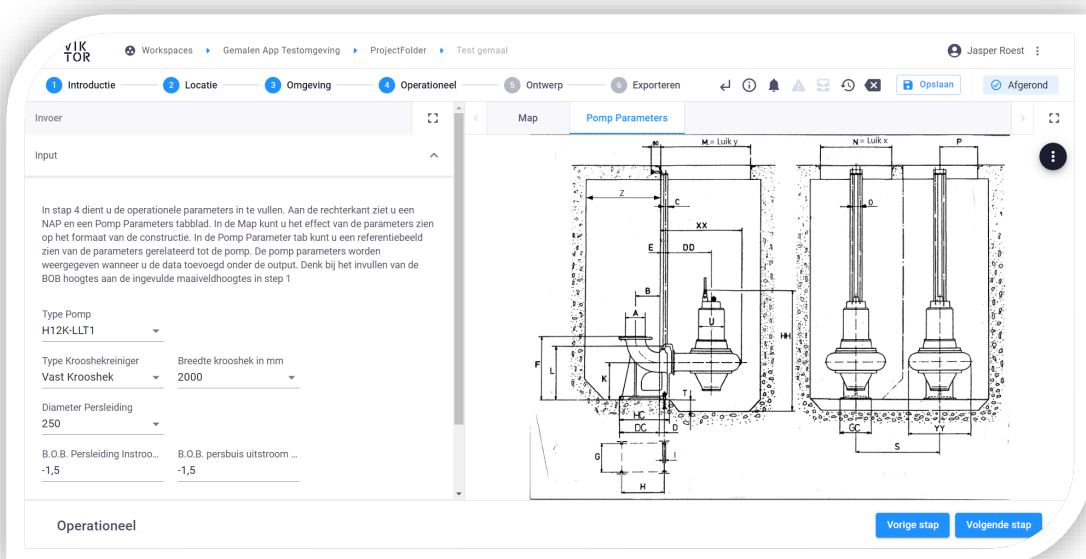 VIK
TOR
Workspaces
Gemalen App Testomgeving
ProjectFolder
Test gemaal
Jasper Roest
1 Introductie
2 Locatie
3 Omgeving
4 Operationeel
5 Ontwerp
6 Exporteren
Opslaan
Afgerond
Invoer
Map
Pomp Parameters
Input
In stap 4 dient u de operationele parameters in te vullen. Aan de rechterkant ziet u een
NAP en een Pomp Parameters tabblad. In de Map kunt u het effect van de parameters zien
op het formaat van de constructie. In de Pomp Parameter tab kunt u een referentiebeeld
zien van de parameters gerelateerd tot de pomp. De pomp parameters worden
weergegeven wanneer u de data toevoegd onder de output. Denk bij het invullen van de
BOB hoogtes aan de ingevulde maaiveldhoogtes in step 1
Type Pomp
H12K-LLT1
Type Krooshekreiniger
Breedte krooshek in mm
Vast Krooshek
2000
Diameter Persleiding
250
B.O.B. Persleiding Instroo...
B.O.B. persbuis uitstroom ...
-1,5
-1,5
60
M = Luik y
N = Luik x
P
Z
C
O
XX
E
DD
B
A
U
HH
F
L
K
T
HC
DC
D
G
I
H
GC
YY
S
Operationeel
Vorige stap
Volgende stap